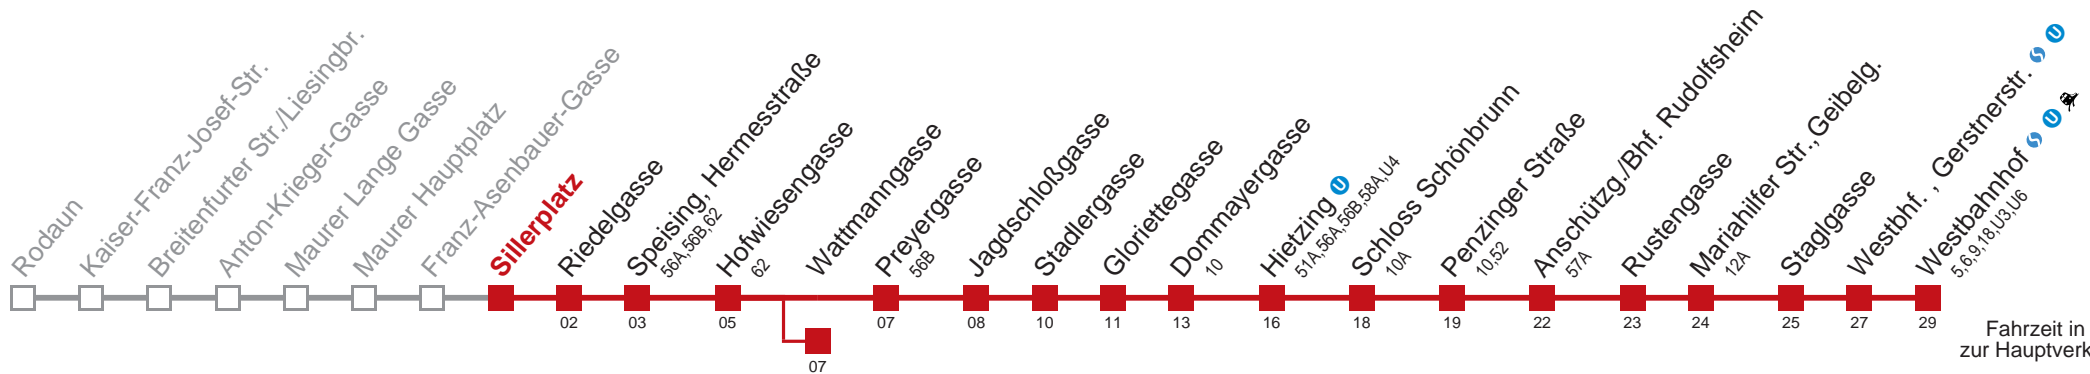 Rodaun
Kaiser-Franz-Josef-Str.
Breitenfurter Str./Liesingbr.
Anton-Krieger-Gasse
Maurer Lange Gasse
Maurer Hauptplatz
Franz-Asenbauer-Gasse
Sillerplatz
Riedelgasse
02
Speising, Hermesstraße
56A,56B,62
03
Hofwiesengasse
62
05
Wattmanngasse
07
Preyergasse
56B
07
Jagdschloßgasse
08
Stadlergasse
10
Gloriettegasse
11
Dommayergasse
10
13
Hietzing U
51A,56A,56B,58A,U4
16
Schloss Schönbrunn
10A
18
Penzinger Straße
10,52
19
Anschützg./Bhf. Rudolfsheim
57A
22
Rustengasse
23
Mariahilfer Str., Geibelg.
12A
24
Staglgasse
25
Westbhf. , Gerstnerstr. S U
27
Westbahnhof S U
5,6,9,18,U3,U6
29
Fahrzeit in
zur Hauptverk